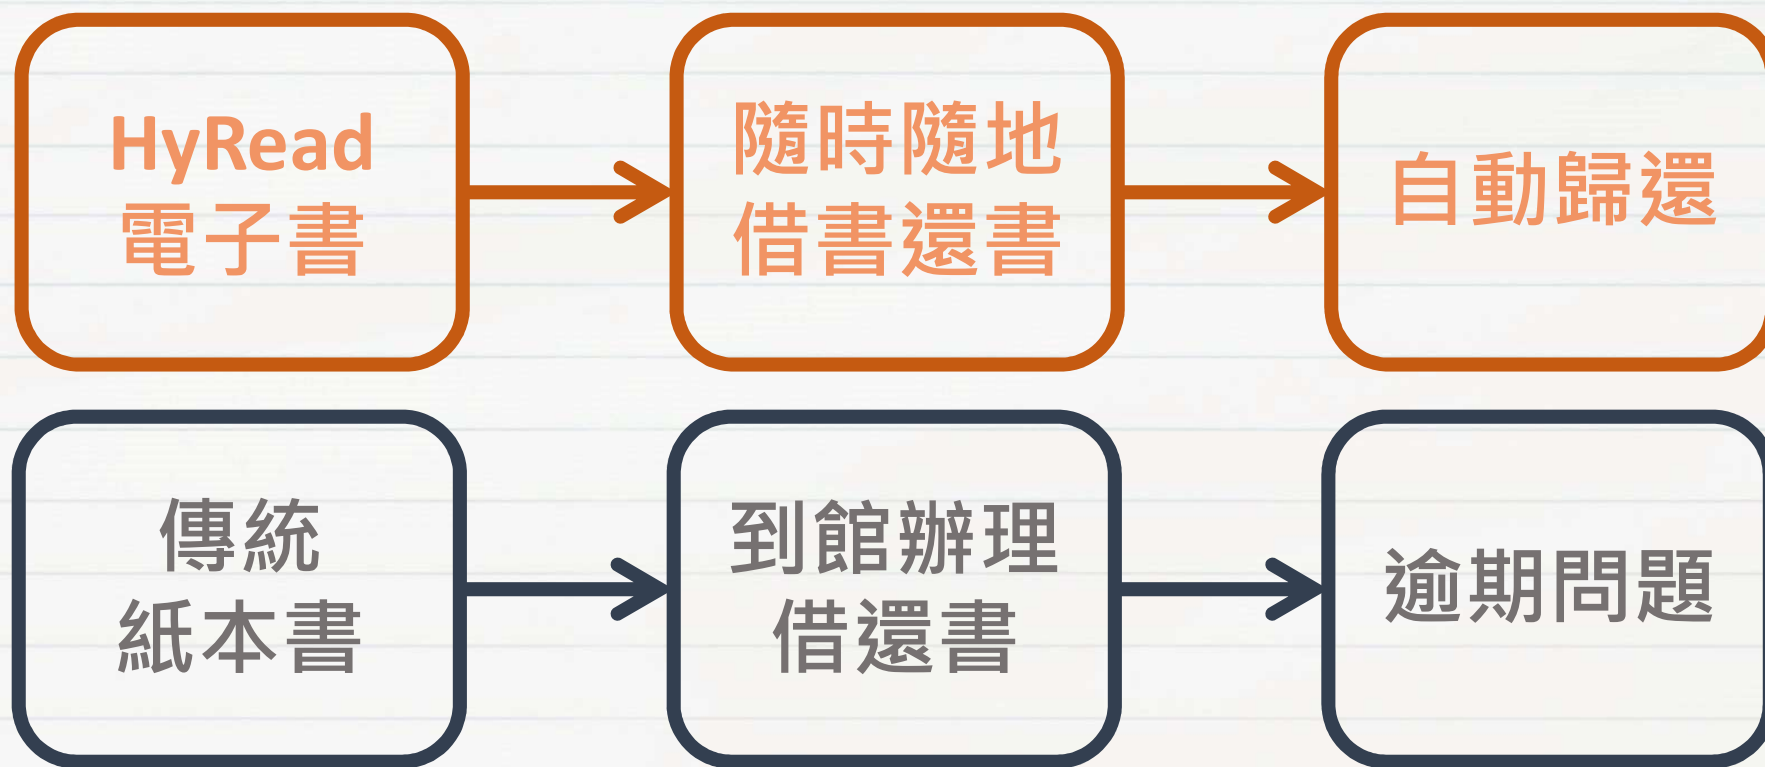 HyRead
電子書
隨時隨地
借書還書
自動歸還
傳統
紙本書
到館辦理
借還書
逾期問題